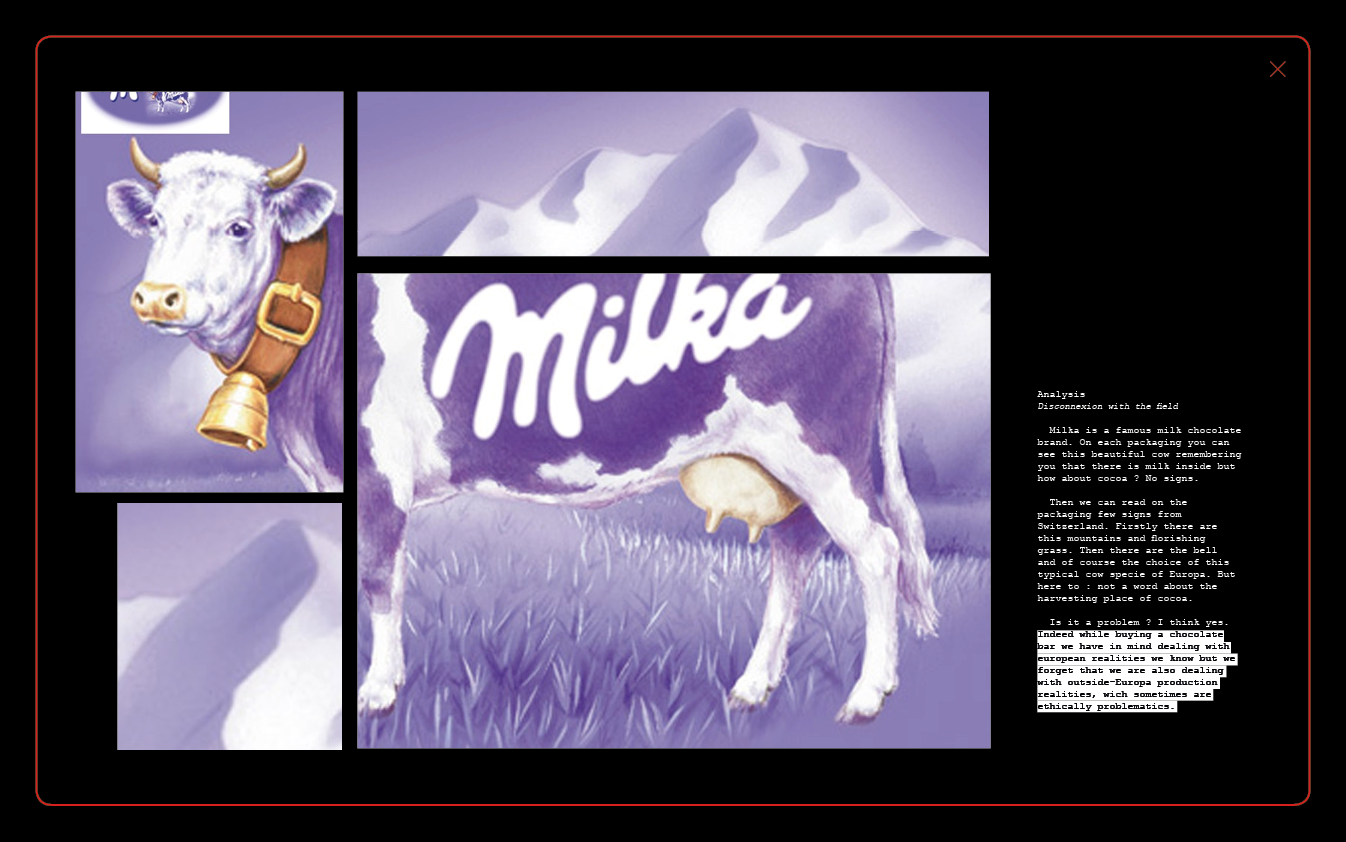 Milka
Analysis
Disconnexion with the field
Milka is a famous milk chocolate
brand. On each packaging you can
see this beautiful cow remembering
you that there is milk inside but
how about cocoa ? No signs.
Then we can read on the
packaging few signs from
Switzerland. Firstly there are
this mountains and florishing
grass. Then there are the bell
and of course the choice of this
typical cow specie of Europa. But
here to : not a word about the
harvesting place of cocoa.
Is it a problem ? I think yes.
Indeed while buying a chocolate
bar we have in mind dealing with
european realities we know but we
forget that we are also dealing
with outside-Europa production
realities, wich sometimes are
ethically problematics.